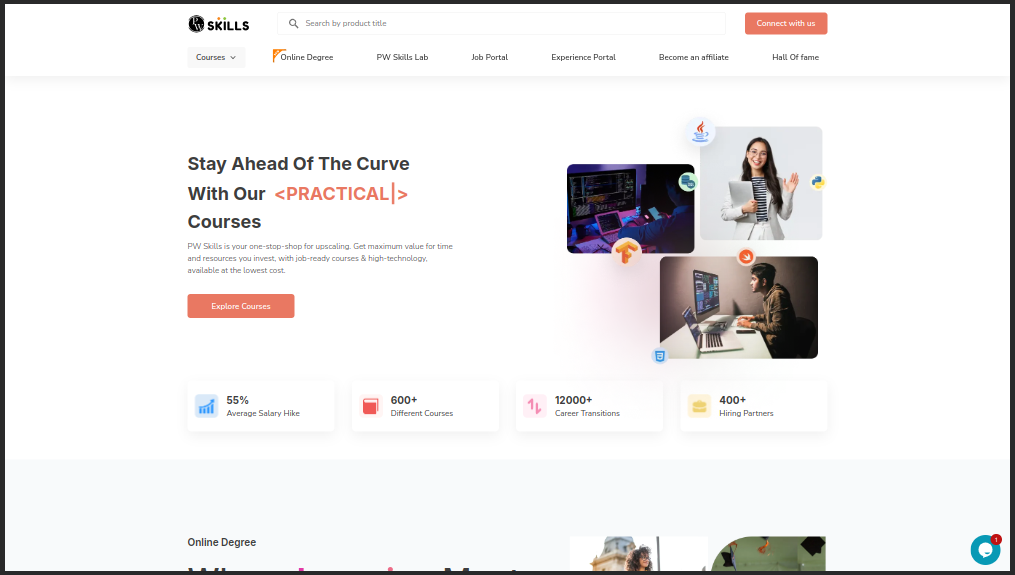 PW SKILLS
Search by product title
Connect with us
Courses
Online Degree
PW Skills Lab
Job Portal
Experience Portal
Become an affiliate
Hall Of fame
Stay Ahead Of The Curve
With Our <PRACTICAL|>
Courses
PW Skills is your one-stop-shop for upscaling. Get maximum value for time
and resources you invest, with job-ready courses & high-technology,
available at the lowest cost.
Explore Courses
55%
Average Salary Hike
600+
Different Courses
12000+
Career Transitions
400+
Hiring Partners
1
Online Degree